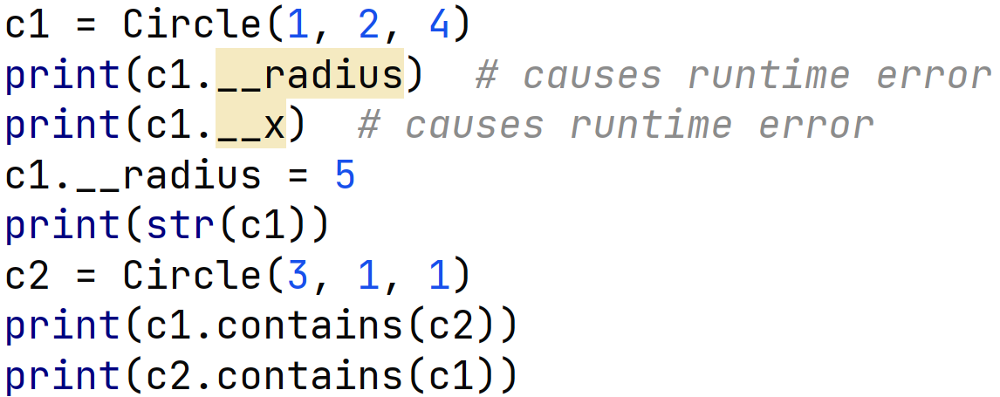 c1 = Circle(1, 2, 4)
print(c1.__radius)  # causes runtime error
print(c1.__x)  # causes runtime error
c1.__radius = 5
print(str(c1))
c2 = Circle(3, 1, 1)
print(c1.contains(c2))
print(c2.contains(c1))